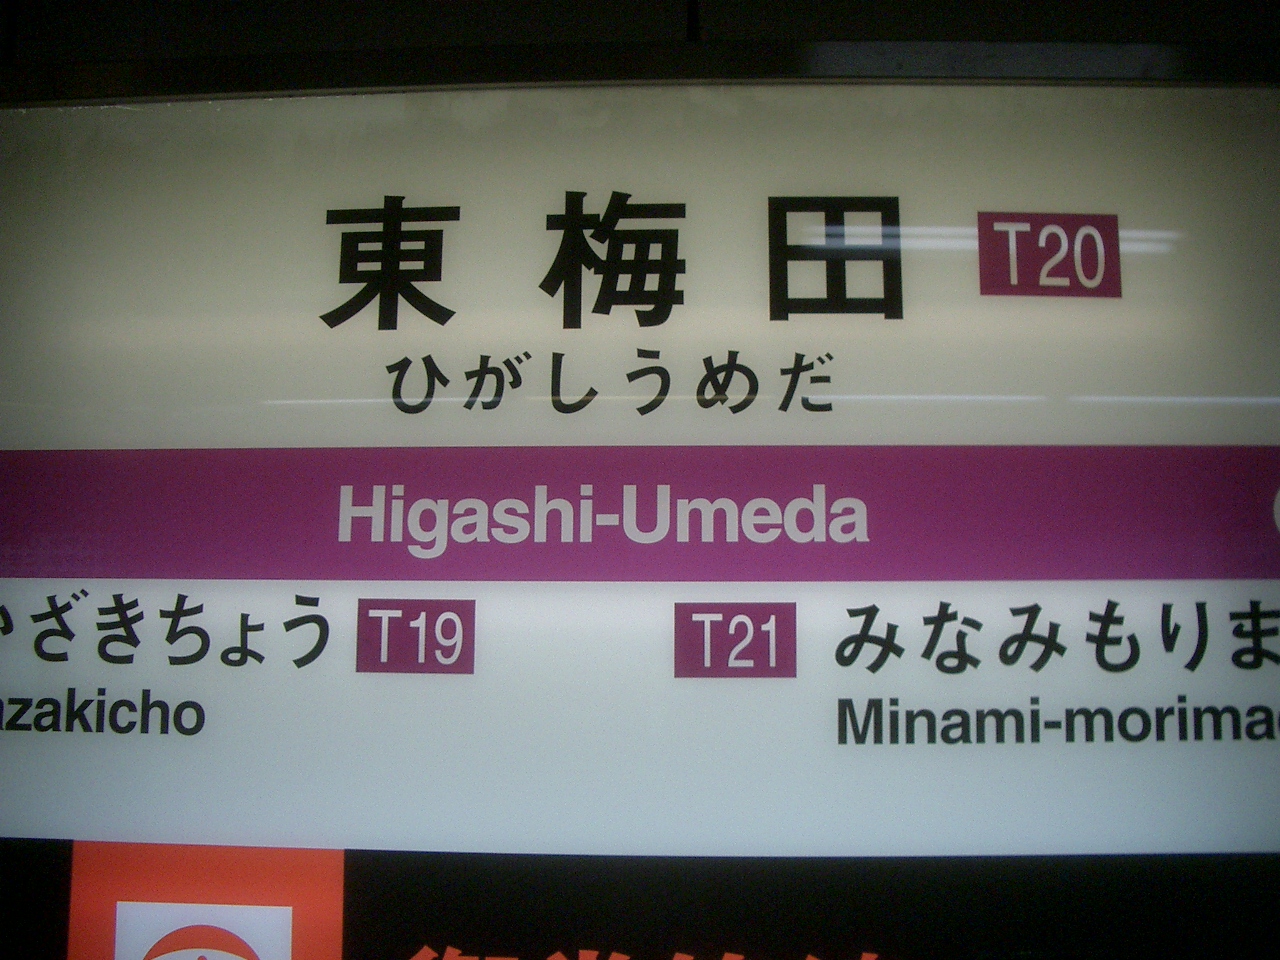 東梅田 T20
ひがしうめだ
Higashi-Umeda
ざきちょう T19
azakicho
T21 みなみもりま
Minami-morima